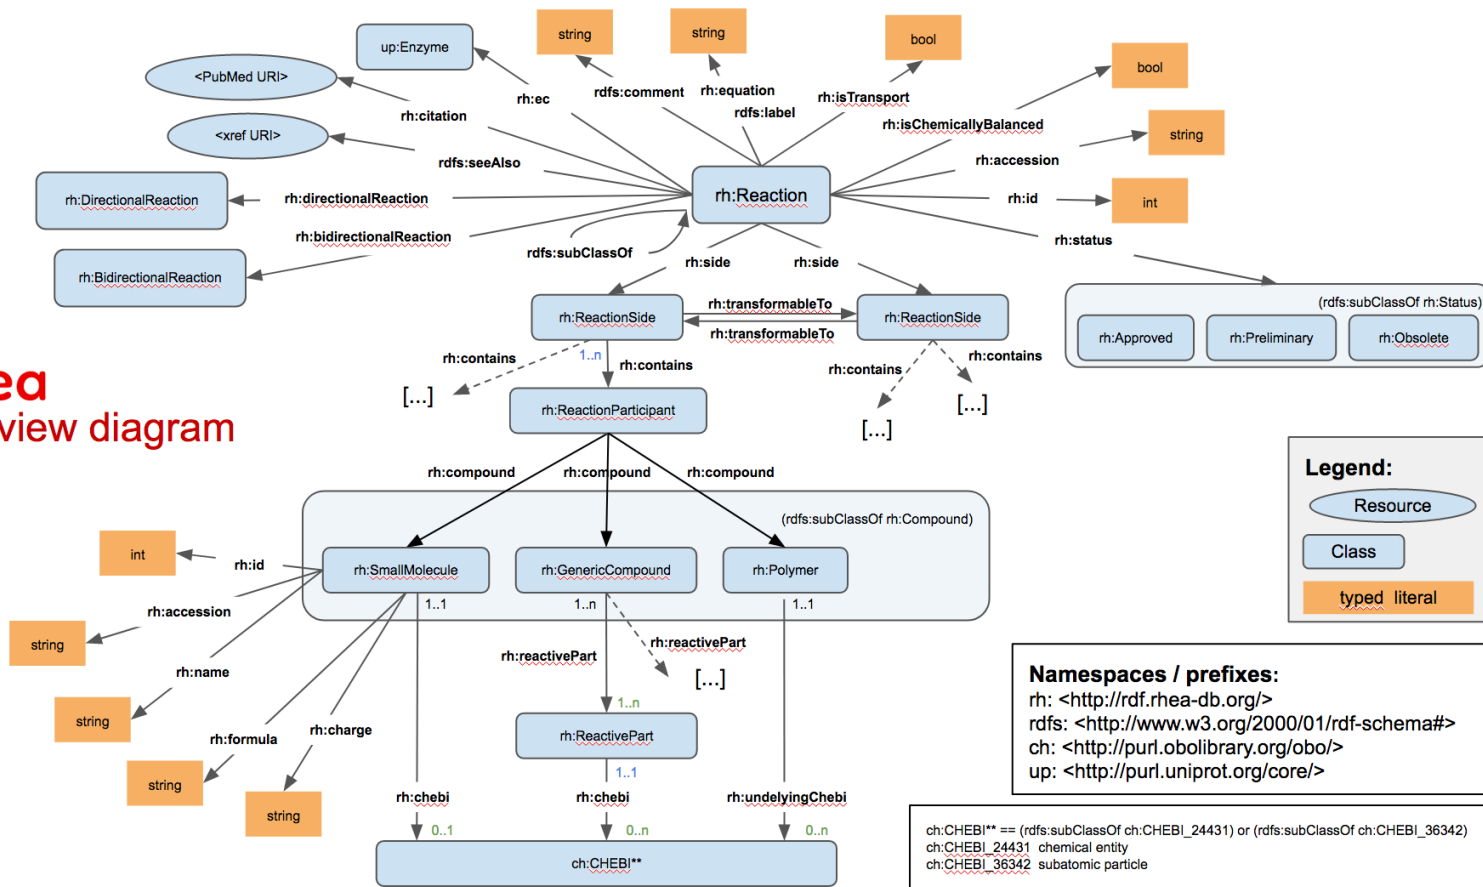 string
string
bool
up:Enzyme
bool
<PubMed URI>
rdfs:comment
rh:equation
rdfs:label
rh:isTransport
rh:ec
rh:citation
rh:isChemicallyBalanced
<xref URI>
string
rdfs:seeAlso
rh:accession
rh:DirectionalReaction
rh:directionalReaction
rh:Reaction
rh:id
int
rh:bidirectionalReaction
rh:status
rdfs:subClassOf
rh:side
rh:side
rh:BidirectionalReaction
rh:ReactionSide
rh:transformableTo
rh:transformableTo
rh:ReactionSide
(rdfs:subClassOf rh:Status)
rh:Approved
rh:Preliminary
rh:Obsolete
rh:contains
1..n
rh:contains
rh:contains
rh:contains
[...]
[...]
[...]
ea
view diagram
rh:ReactionParticipant
rh:compound
rh:compound
rh:compound
(rdfs:subClassOf rh:Compound)
Legend:
Resource
Class
typed literal
int
rh:id
rh:SmallMolecule
rh:GenericCompound
rh:Polymer
1..1
1..n
1..1
rh:accession
string
rh:name
rh:reactivePart
rh:reactivePart
[...]
1..n
string
rh:formula
rh:charge
rh:ReactivePart
1..1
string
string
rh:chebi
rh:chebi
rh:undelyingChebi
0..1
0..n
0..n
ch:CHEBI**
Namespaces / prefixes:
rh: <http://rdf.rhea-db.org/>
rdfs: <http://www.w3.org/2000/01/rdf-schema#>
ch: <http://purl.obolibrary.org/obo/>
up: <http://purl.uniprot.org/core/>
ch:CHEBI** == (rdfs:subClassOf ch:CHEBI_24431) or (rdfs:subClassOf ch:CHEBI_36342)
ch:CHEBI_24431 chemical entity
ch:CHEBI_36342 subatomic particle